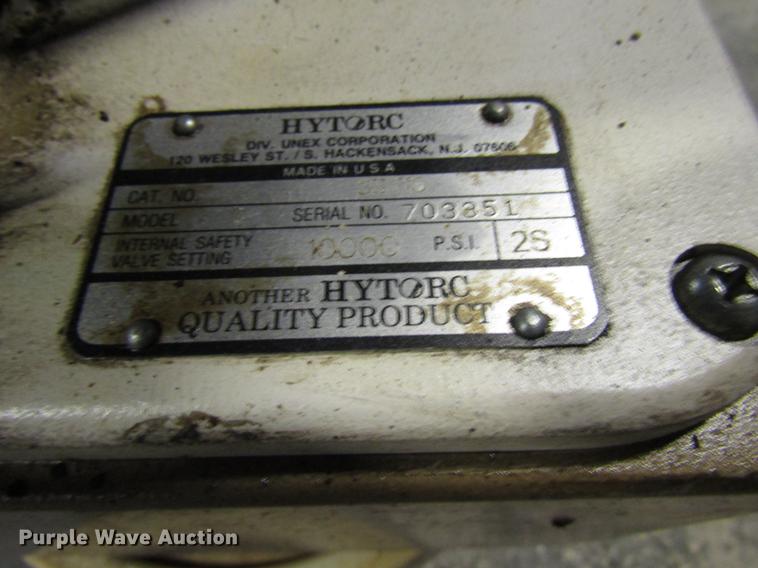 HYTORC
DIV. UNEX CORPORATION
120 WESLEY ST. / S. HACKENSACK, N.J. 07606
MADE IN U S A
CAT. NO.
MODEL SERIAL NO. 703851
INTERNAL SAFETY
VALVE SETTING 10000 P.S.I. 2S
ANOTHER HYTORC
QUALITY PRODUCT
Purple Wave Auction